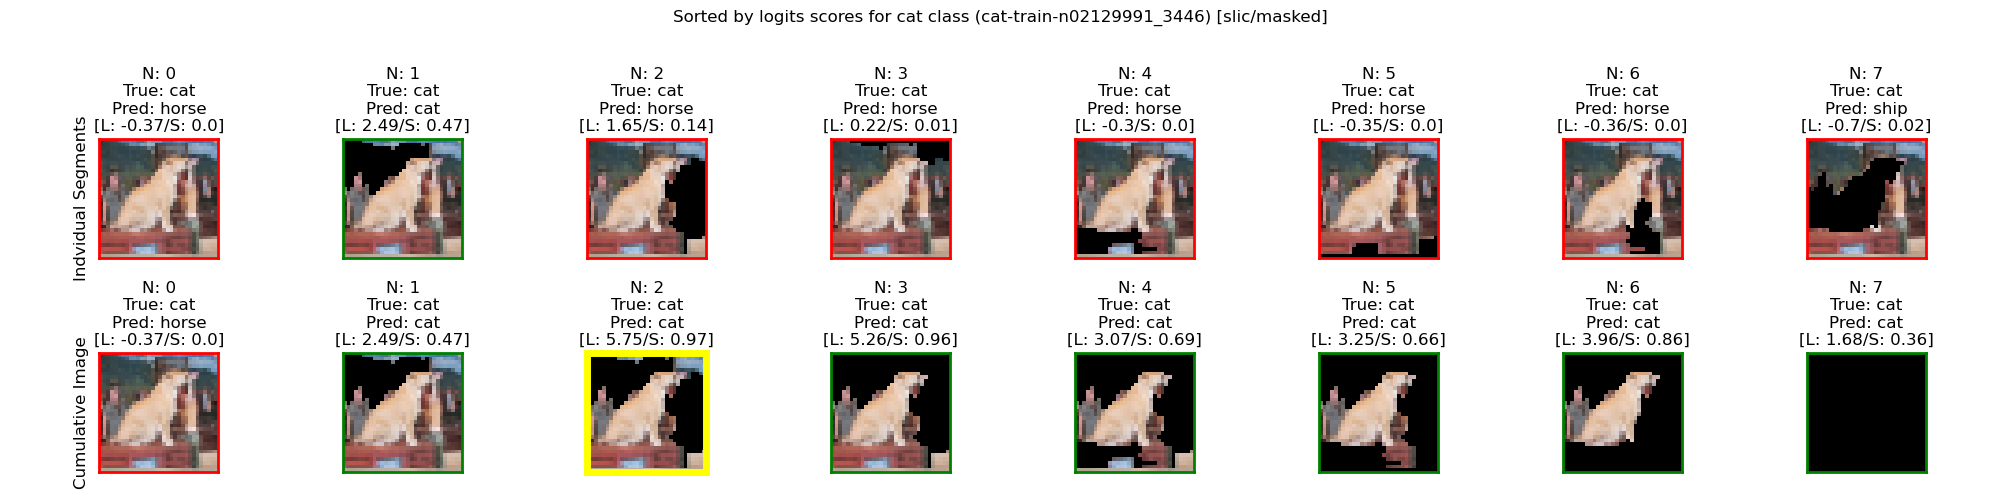 Sorted by logits scores for cat class (cat-train-n02129991_3446) [slic/masked]
Individual Segments
N: 0
True: cat
Pred: horse
[L: -0.37/S: 0.0]
N: 1
True: cat
Pred: cat
[L: 2.49/S: 0.47]
N: 2
True: cat
Pred: horse
[L: 1.65/S: 0.14]
N: 3
True: cat
Pred: horse
[L: 0.22/S: 0.01]
N: 4
True: cat
Pred: horse
[L: -0.3/S: 0.0]
N: 5
True: cat
Pred: horse
[L: -0.35/S: 0.0]
N: 6
True: cat
Pred: horse
[L: -0.36/S: 0.0]
N: 7
True: cat
Pred: ship
[L: -0.7/S: 0.02]
Cumulative Image
N: 0
True: cat
Pred: horse
[L: -0.37/S: 0.0]
N: 1
True: cat
Pred: cat
[L: 2.49/S: 0.47]
N: 2
True: cat
Pred: cat
[L: 5.75/S: 0.97]
N: 3
True: cat
Pred: cat
[L: 5.26/S: 0.96]
N: 4
True: cat
Pred: cat
[L: 3.07/S: 0.69]
N: 5
True: cat
Pred: cat
[L: 3.25/S: 0.66]
N: 6
True: cat
Pred: cat
[L: 3.96/S: 0.86]
N: 7
True: cat
Pred: cat
[L: 1.68/S: 0.36]